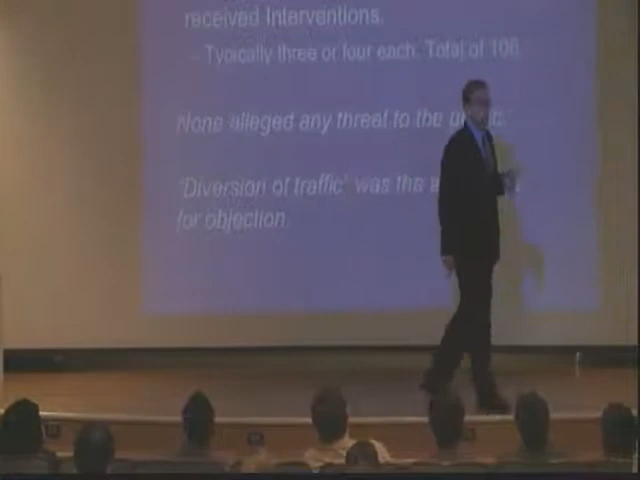 received Interventions.
– Typically three or four each. Total of 106.
None alleged any threat to the
'Diversion of traffic' was the
for objection.